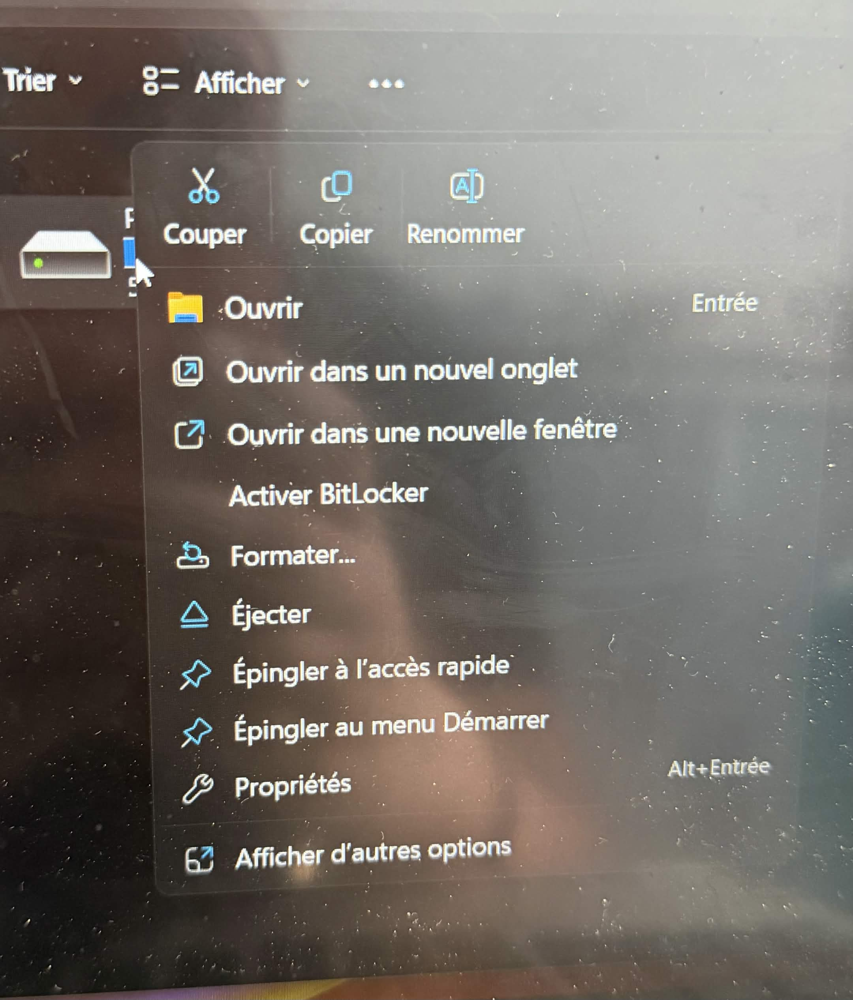 Trier
Afficher
Couper
Copier
Renommer
Ouvrir
Entrée
Ouvrir dans un nouvel onglet
Ouvrir dans une nouvelle fenêtre
Activer BitLocker
Formater...
Éjecter
Épingler à l'accès rapide
Épingler au menu Démarrer
Propriétés
Alt+Entrée
Afficher d'autres options